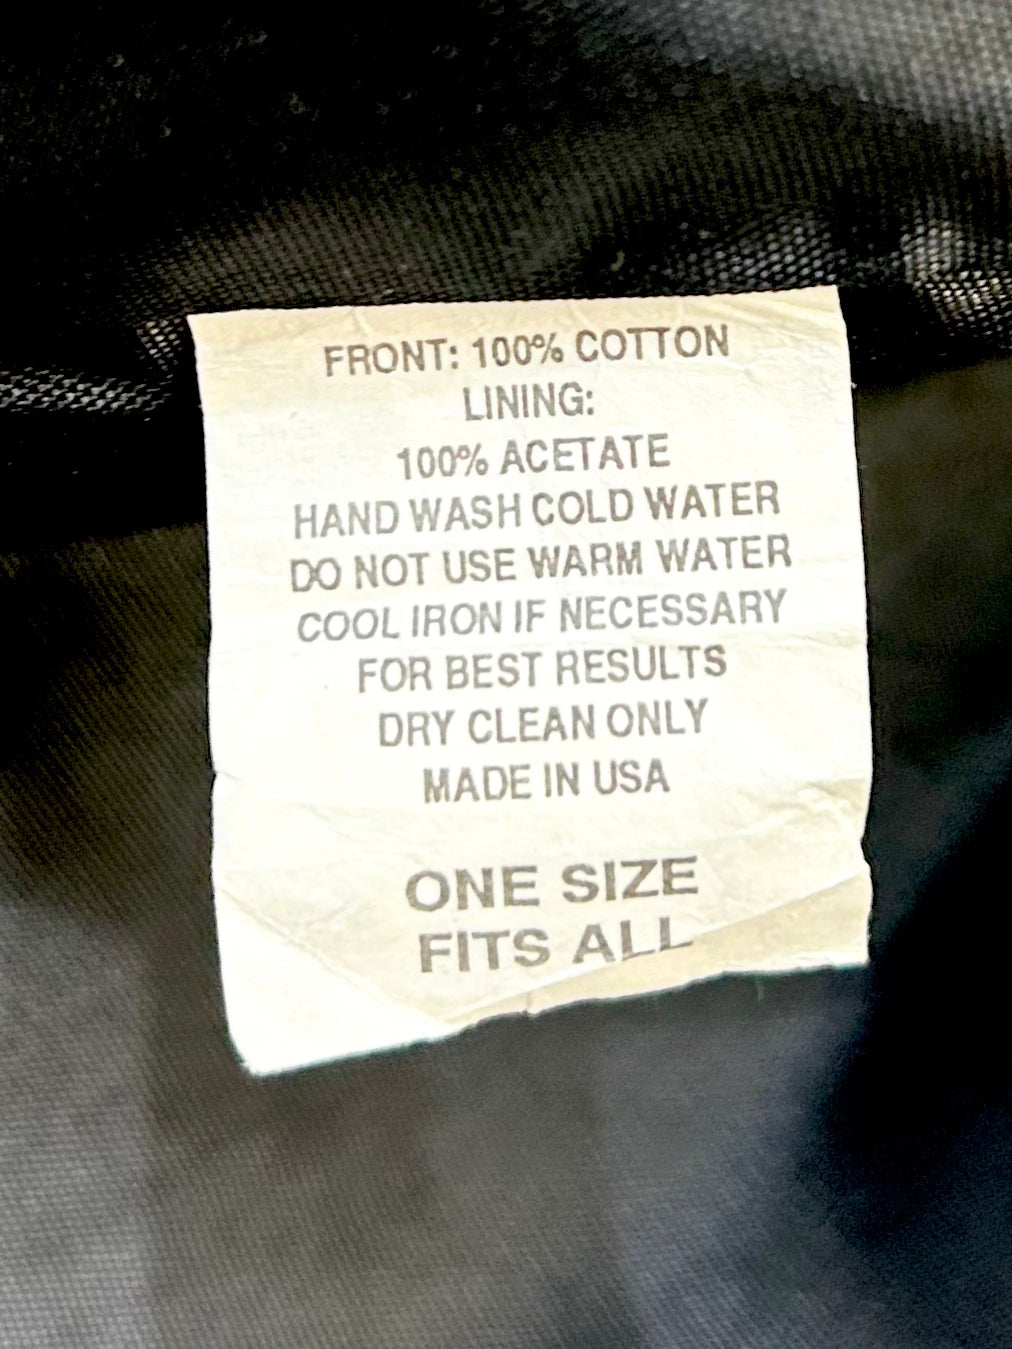 FRONT: 100% COTTON
LINING:
100% ACETATE
HAND WASH COLD WATER
DO NOT USE WARM WATER
COOL IRON IF NECESSARY
FOR BEST RESULTS
DRY CLEAN ONLY
MADE IN USA
ONE SIZE
FITS ALL